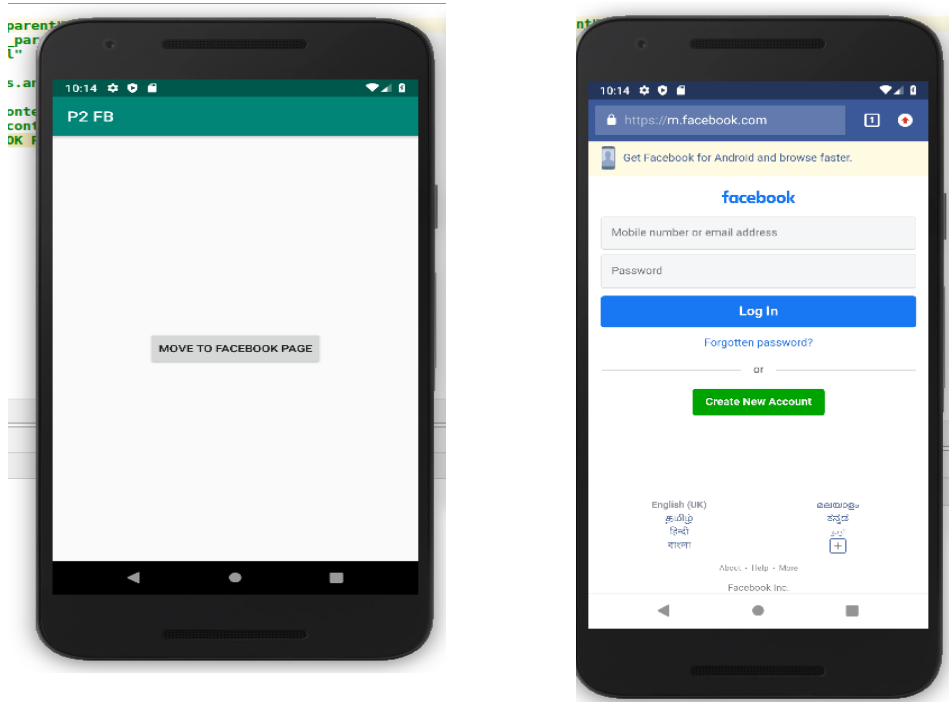 parent"
_par
l"
s.an
onte
cont
OK P
10:14
P2 FB
MOVE TO FACEBOOK PAGE
nt"
10:14
https://m.facebook.com
1
Get Facebook for Android and browse faster.
facebook
Mobile number or email address
Password
Log In
Forgotten password?
or
Create New Account
English (UK)
മലയാളം
தமிழ்
ಕನ್ನಡ
हिन्दी
বাংলা
+
About · Help · More
Facebook Inc.